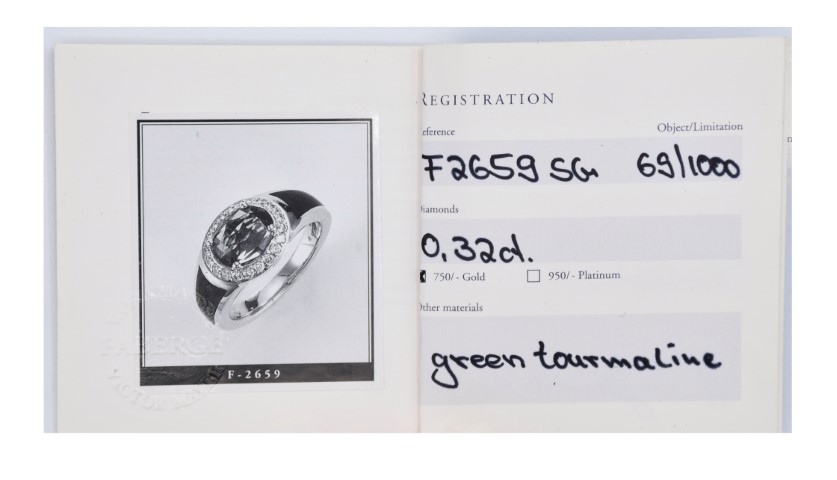 FABERGÉ
F-2659
REGISTRATION
eference
Object/Limitation
F2659 SG 69/1000
iamonds
0,32ct.
750/- Gold
950/- Platinum
ther materials
green tourmaline